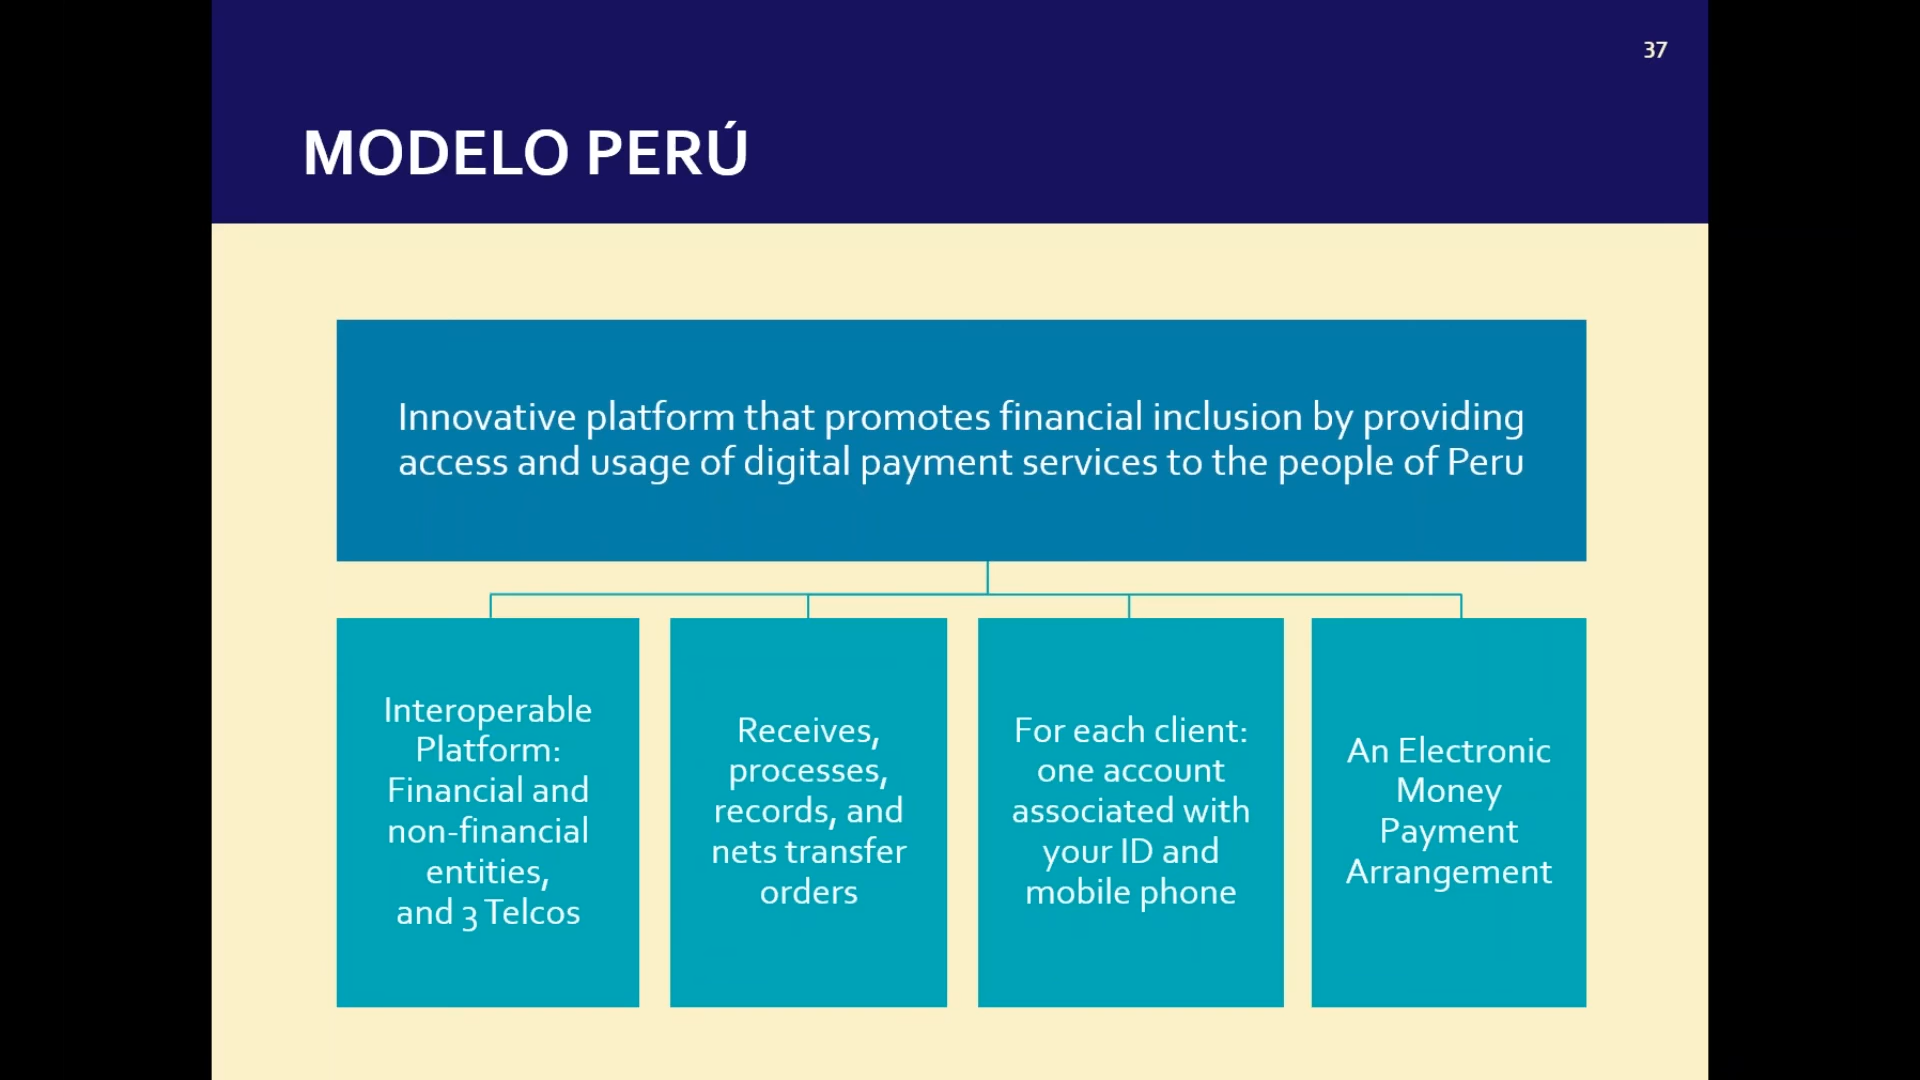 37
MODELO PERÚ
Innovative platform that promotes financial inclusion by providing
access and usage of digital payment services to the people of Peru
Interoperable
Platform:
Financial and
non-financial
entities,
and 3 Telcos
Receives,
processes,
records, and
nets transfer
orders
For each client:
one account
associated with
your ID and
mobile phone
An Electronic
Money
Payment
Arrangement